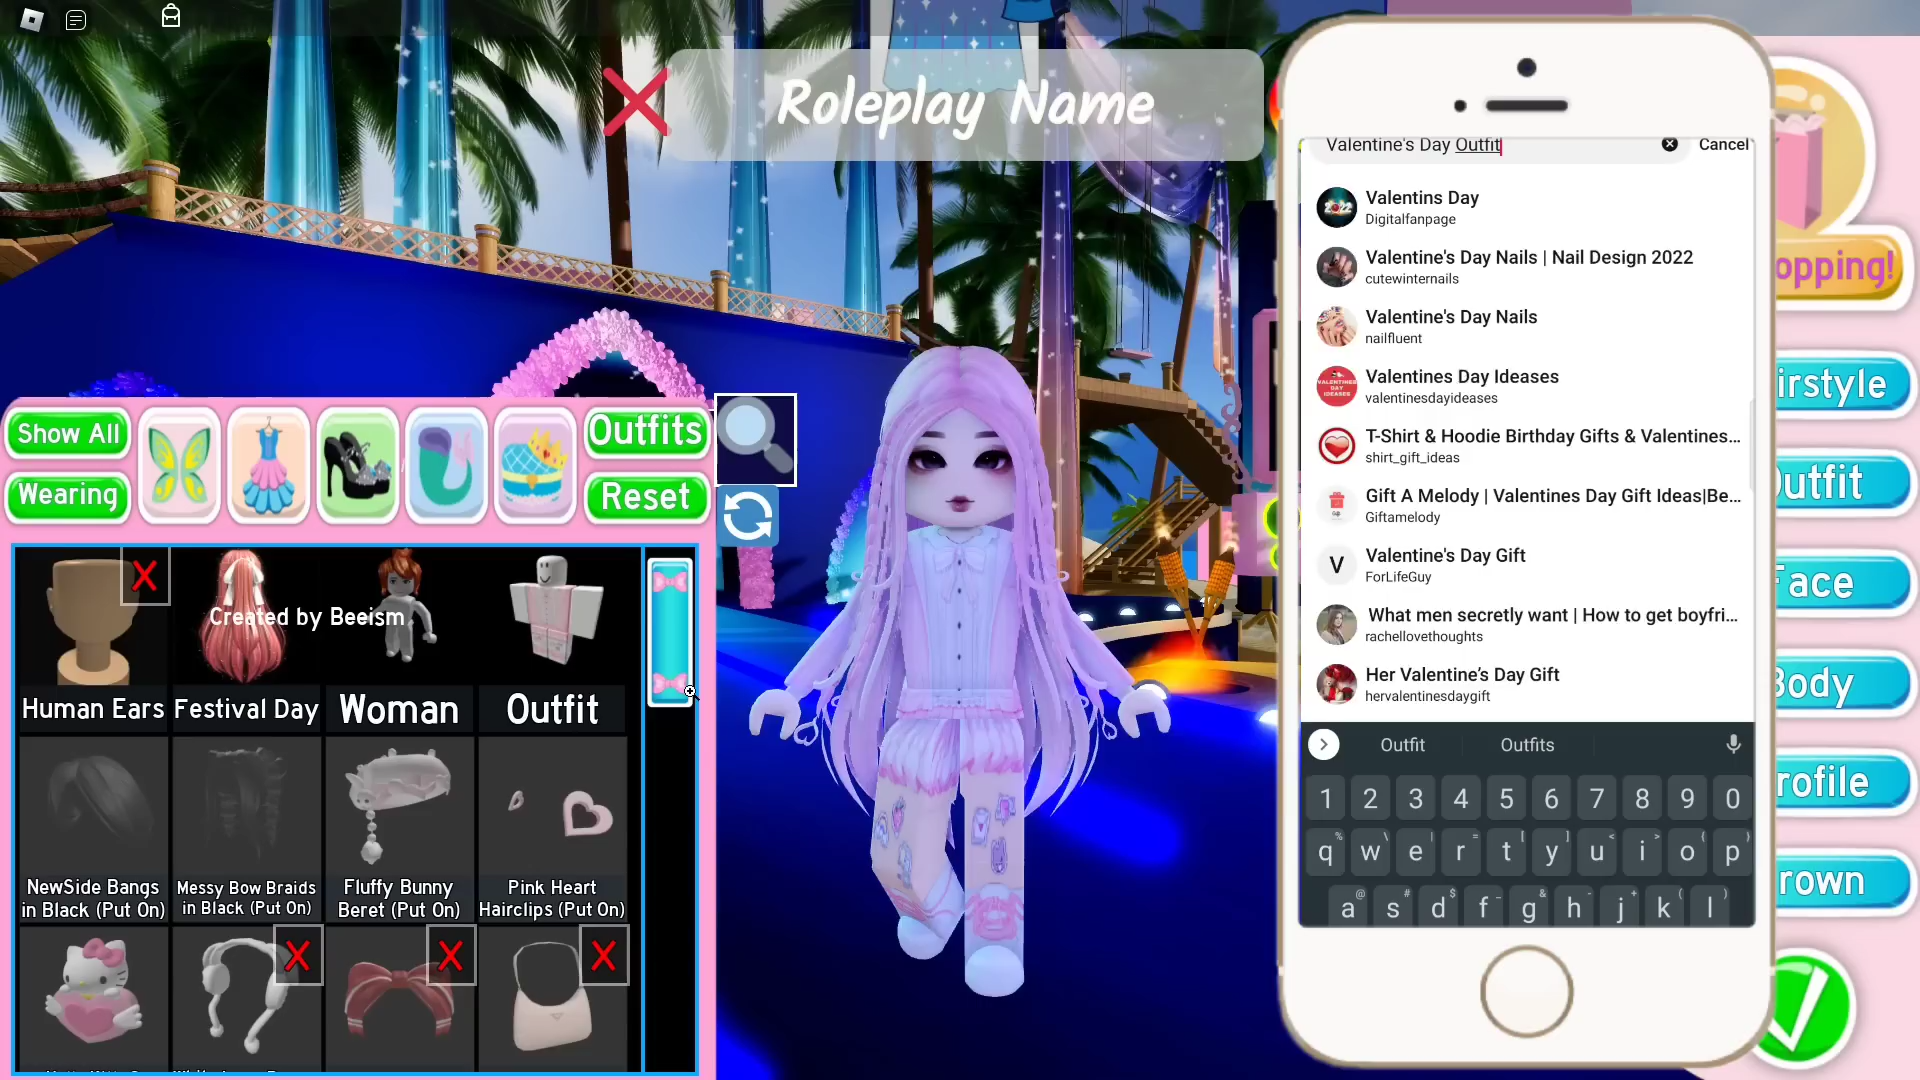 Roleplay Name
Show All
Wearing
Outfits
Reset
Created by Beeism
Human Ears
Festival Day
Woman
Outfit
NewSide Bangs
in Black (Put On)
Messy Bow Braids
in Black (Put On)
Fluffy Bunny
Beret (Put On)
Pink Heart
Hairclips (Put On)
Valentine's Day Outfit
Cancel
Valentins Day
Digitalfanpage
Valentine's Day Nails | Nail Design 2022
cutewinternails
Valentine's Day Nails
nailfluent
VALENTINES
DAY
IDEASES
Valentines Day Ideases
valentinesdayideases
T-Shirt & Hoodie Birthday Gifts & Valentines...
shirt_gift_ideas
Gift A Melody | Valentines Day Gift Ideas|Be...
Giftamelody
V
Valentine's Day Gift
ForLifeGuy
What men secretly want | How to get boyfri...
rachellovethoughts
Her Valentine's Day Gift
hervalentinesdaygift
Outfit
Outfits
1 2 3 4 5 6 7 8 9 0
q w e r t y u i o p
a s d f g h j k l
opping!
irstyle
utfit
Face
Body
rofile
rown